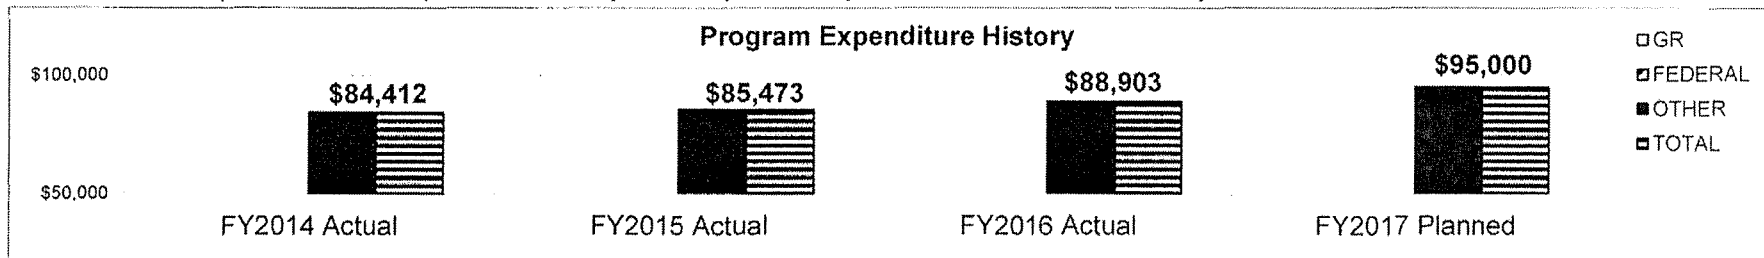 Program Expenditure History
$100,000
$50,000
$84,412
$85,473
$88,903
$95,000
FY2014 Actual
FY2015 Actual
FY2016 Actual
FY2017 Planned
GR
FEDERAL
OTHER
TOTAL